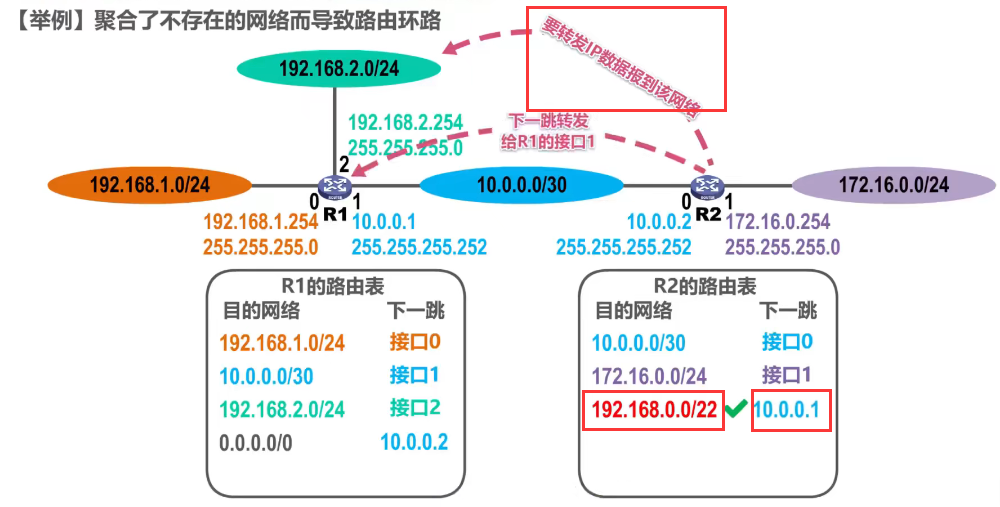 【举例】聚合了不存在的网络而导致路由环路
要转发IP数据报到该网络
192.168.2.0/24
下一跳转发
给R1的接口1
192.168.2.254
255.255.255.0
2
192.168.1.0/24
10.0.0.0/30
172.16.0.0/24
0
R1
1
0
R2
1
192.168.1.254
255.255.255.0
10.0.0.1
255.255.255.252
10.0.0.2
255.255.255.252
172.16.0.254
255.255.255.0
R1的路由表
目的网络 下一跳
192.168.1.0/24 接口0
10.0.0.0/30 接口1
192.168.2.0/24 接口2
0.0.0.0/0 10.0.0.2
R2的路由表
目的网络 下一跳
10.0.0.0/30 接口0
172.16.0.0/24 接口1
192.168.0.0/22 10.0.0.1